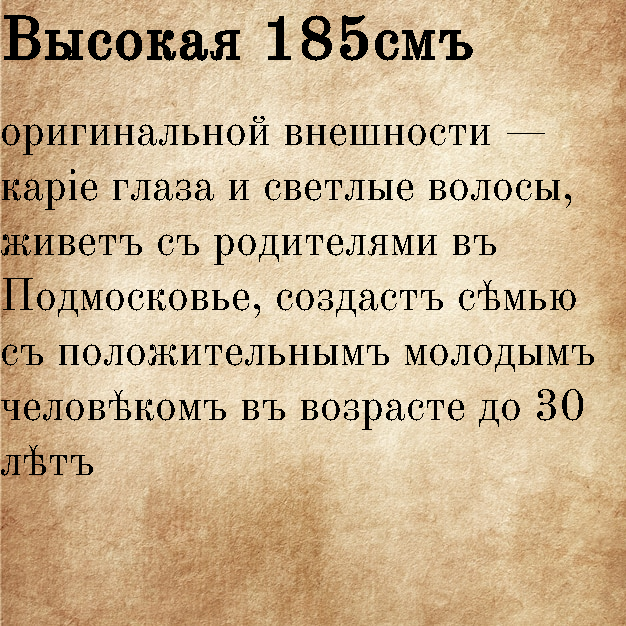 Высокая 185смъ
оригинальной внешности —
каріе глаза и светлые волосы,
живетъ съ родителями въ
Подмосковье, создастъ сѣмью
съ положительнымъ молодымъ
человѣкомъ въ возрасте до 30
лѣтъ